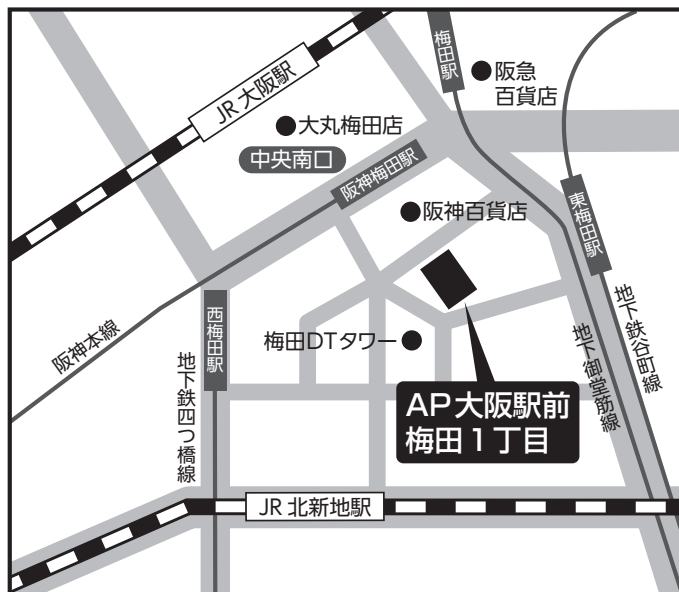 JR 大阪駅
梅田駅
阪急
百貨店
大丸梅田店
中央南口
阪神梅田駅
阪神百貨店
東梅田駅
阪神本線
西梅田駅
地下鉄四つ橋線
梅田DTタワー
地下御堂筋線
地下鉄谷町線
AP大阪駅前
梅田1丁目
JR 北新地駅